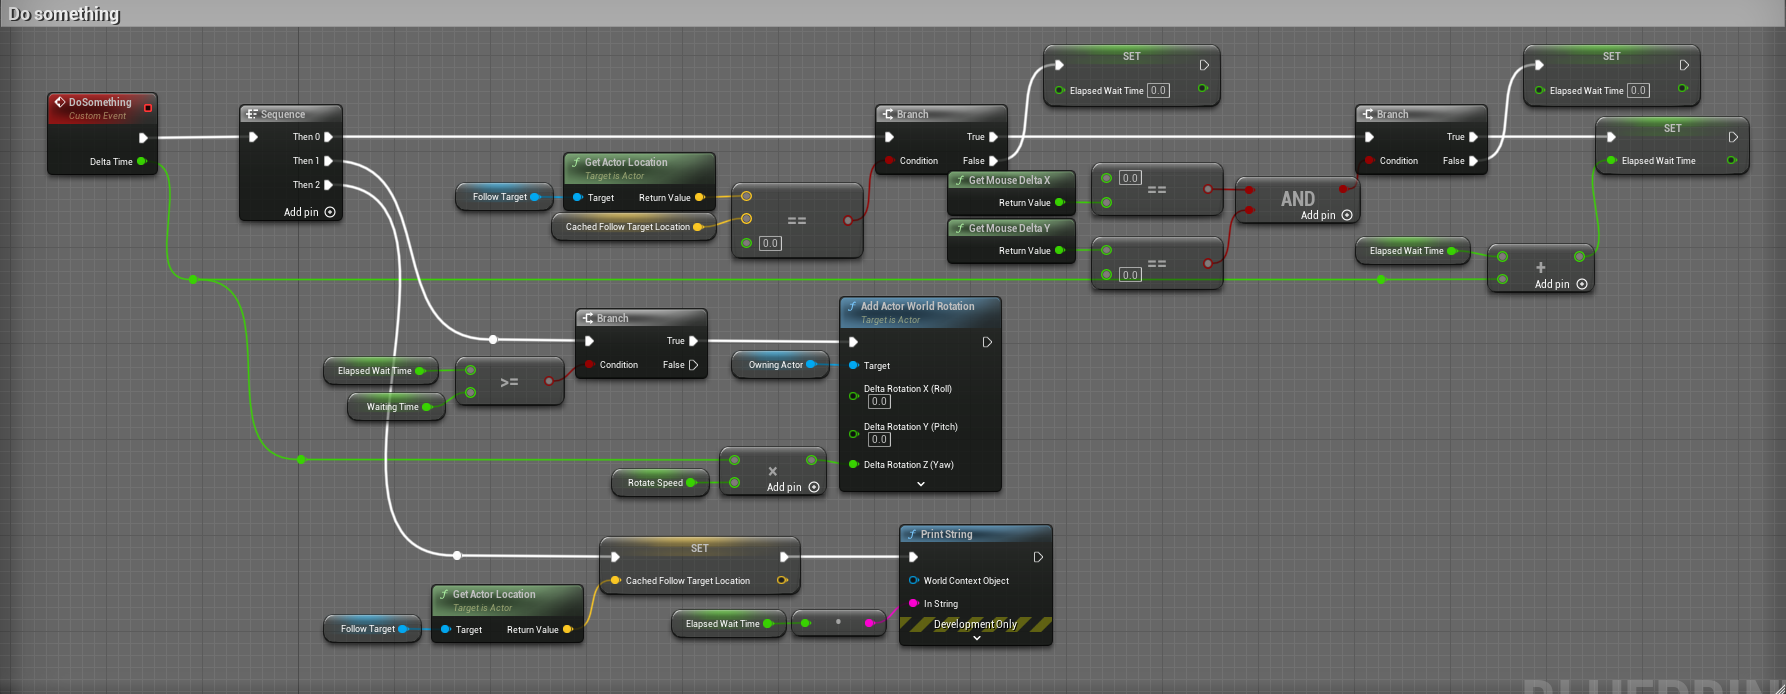 Do something
DoSomething
Custom Event
Delta Time
Sequence
Then 0
Then 1
Then 2
Add pin
Follow Target
Get Actor Location
Target is Actor
Target
Return Value
Cached Follow Target Location
==
0.0
Branch
True
Condition
False
SET
Elapsed Wait Time 0.0
Get Mouse Delta X
Return Value
Get Mouse Delta Y
Return Value
0.0
==
==
0.0
AND
Add pin
Branch
True
Condition
False
SET
Elapsed Wait Time 0.0
SET
Elapsed Wait Time
Elapsed Wait Time
+
Add pin
Elapsed Wait Time
Waiting Time
>=
Branch
True
Condition
False
Owning Actor
Add Actor World Rotation
Target is Actor
Target
Delta Rotation X (Roll)
0.0
Delta Rotation Y (Pitch)
0.0
Delta Rotation Z (Yaw)
Rotate Speed
×
Add pin
Follow Target
Get Actor Location
Target is Actor
Target
Return Value
SET
Cached Follow Target Location
Elapsed Wait Time
Print String
World Context Object
In String
Development Only